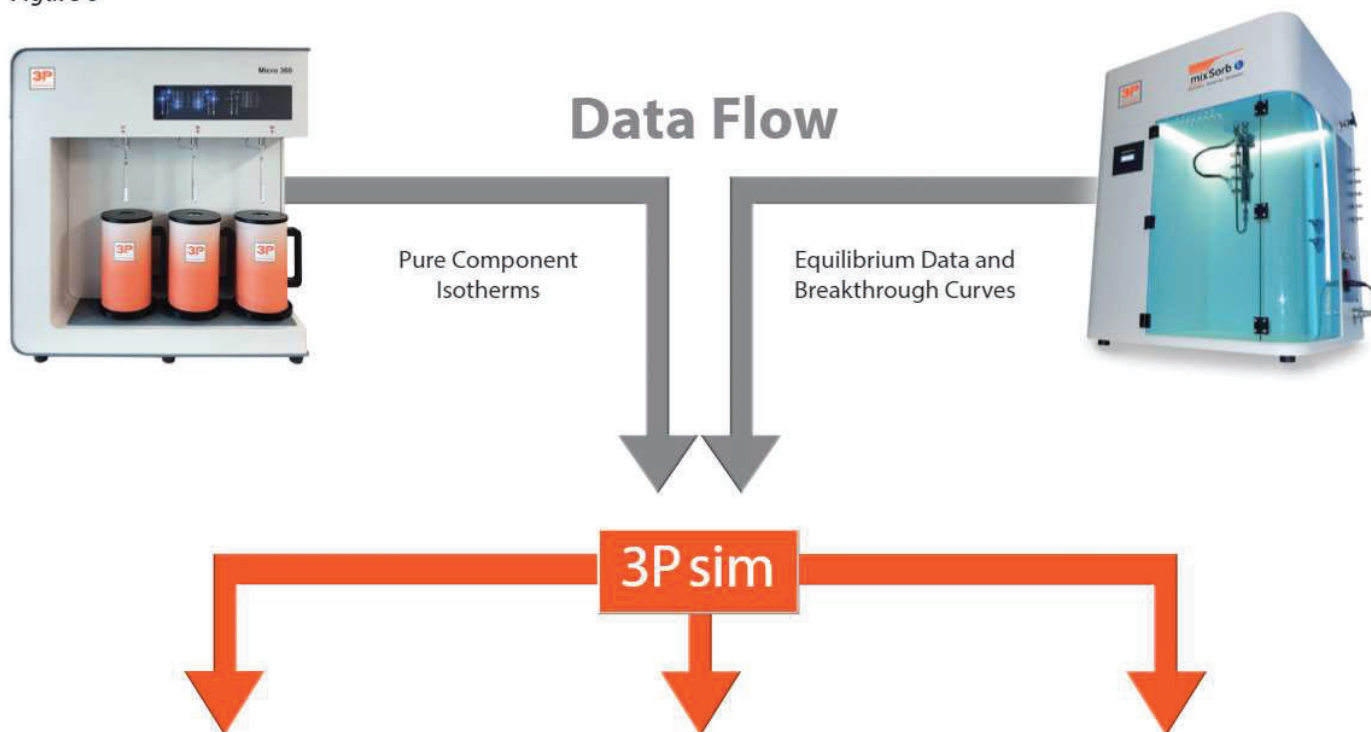 3P
Micro 300
mixSorb L
3P
Data Flow
Pure Component
Isotherms
Equilibrium Data and
Breakthrough Curves
3P
3P
3P
3P sim